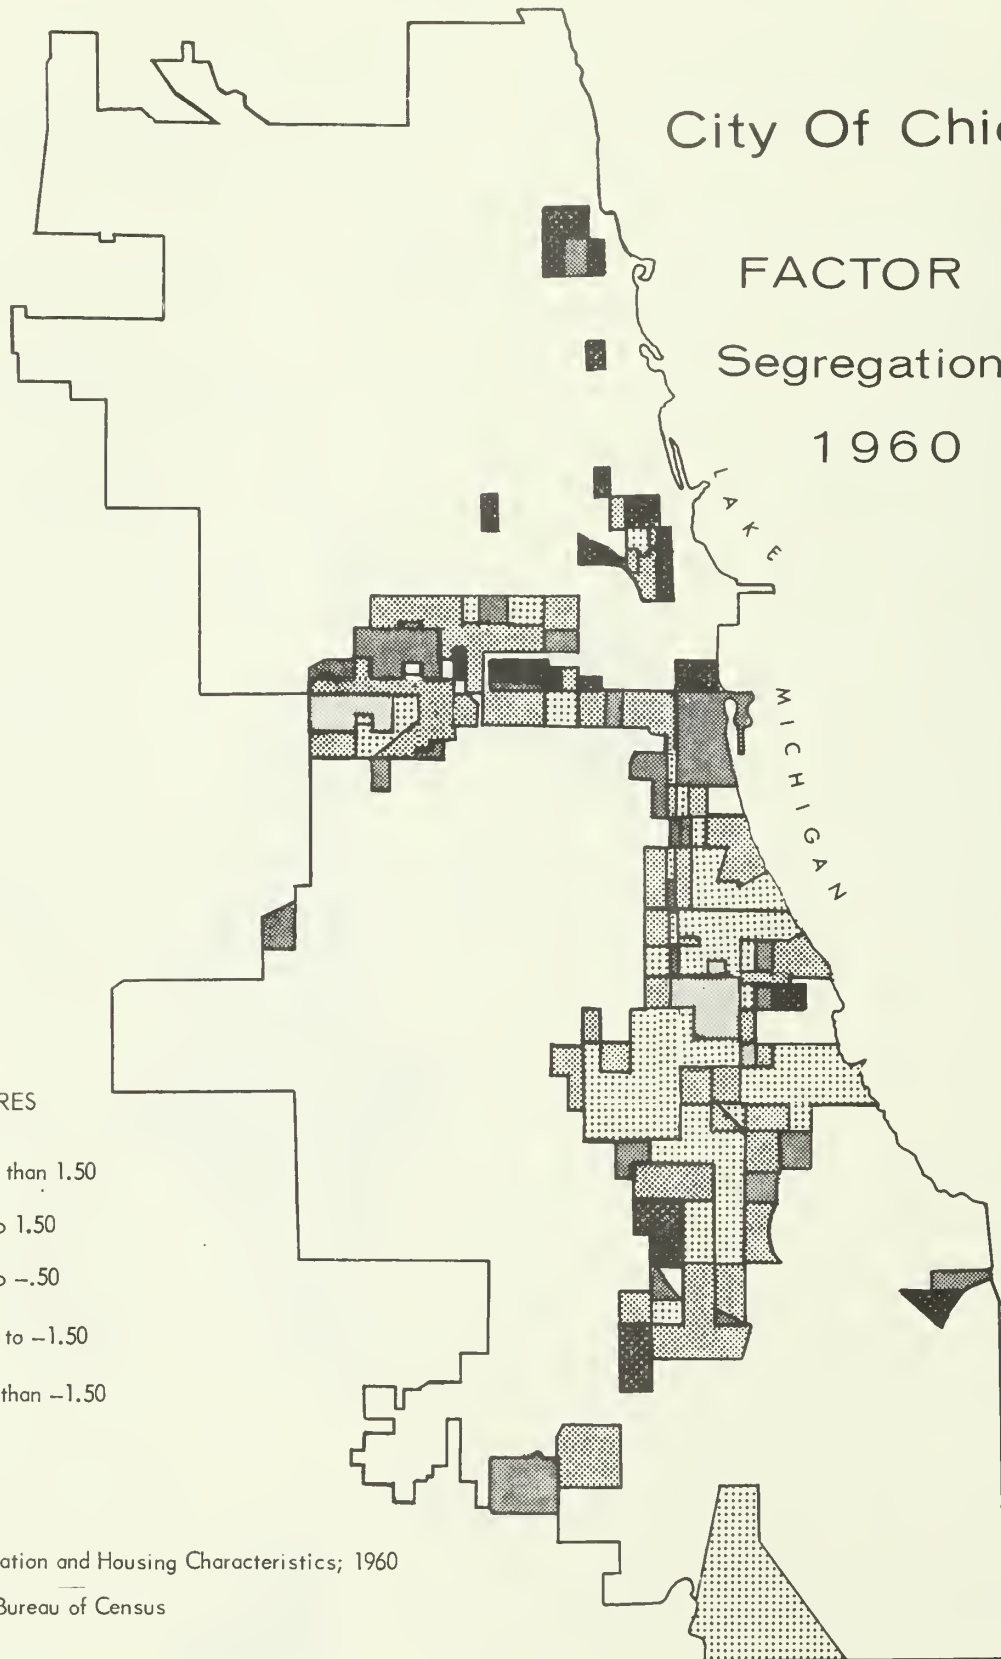 City Of Chic
FACTOR
Segregation
1960
LAKE
MICHIGAN
RES
than 1.50
o 1.50
o -.50
to -1.50
than -1.50
ation and Housing Characteristics; 1960
Bureau of Census